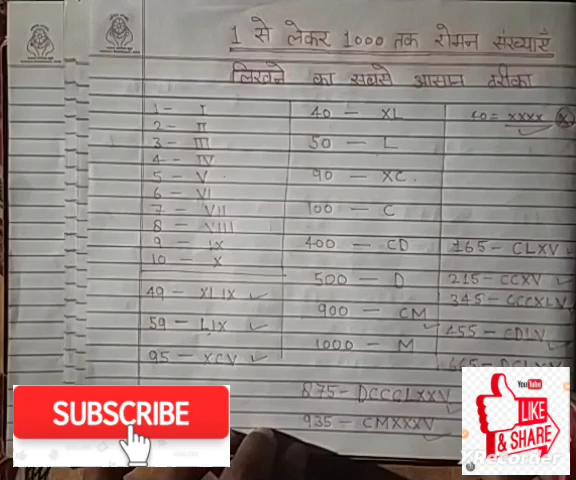 1 से लेकर 1000 तक रोमन संख्याएँ
लिखने का सबसे आसान तरीका
1 - I
2 - II
3 - III
4 - IV
5 - V
6 - VI
7 - VII
8 - VIII
9 - IX
10 - X
49 - XLIX ✓
59 - LIX ✓
95 - XCV ✓
40 - XL
50 - L
90 - XC.
100 - C
400 - CD
500 - D
900 - CM
1000 - M
875 - DCCCLXXV
935 - CMXXXV
40 = XXXX
165 - CLXV
215 - CCXV
345 - CCCXLV
455 - CDLV
SUBSCRIBE
YouTube
LIKE
& SHARE
XRecorder